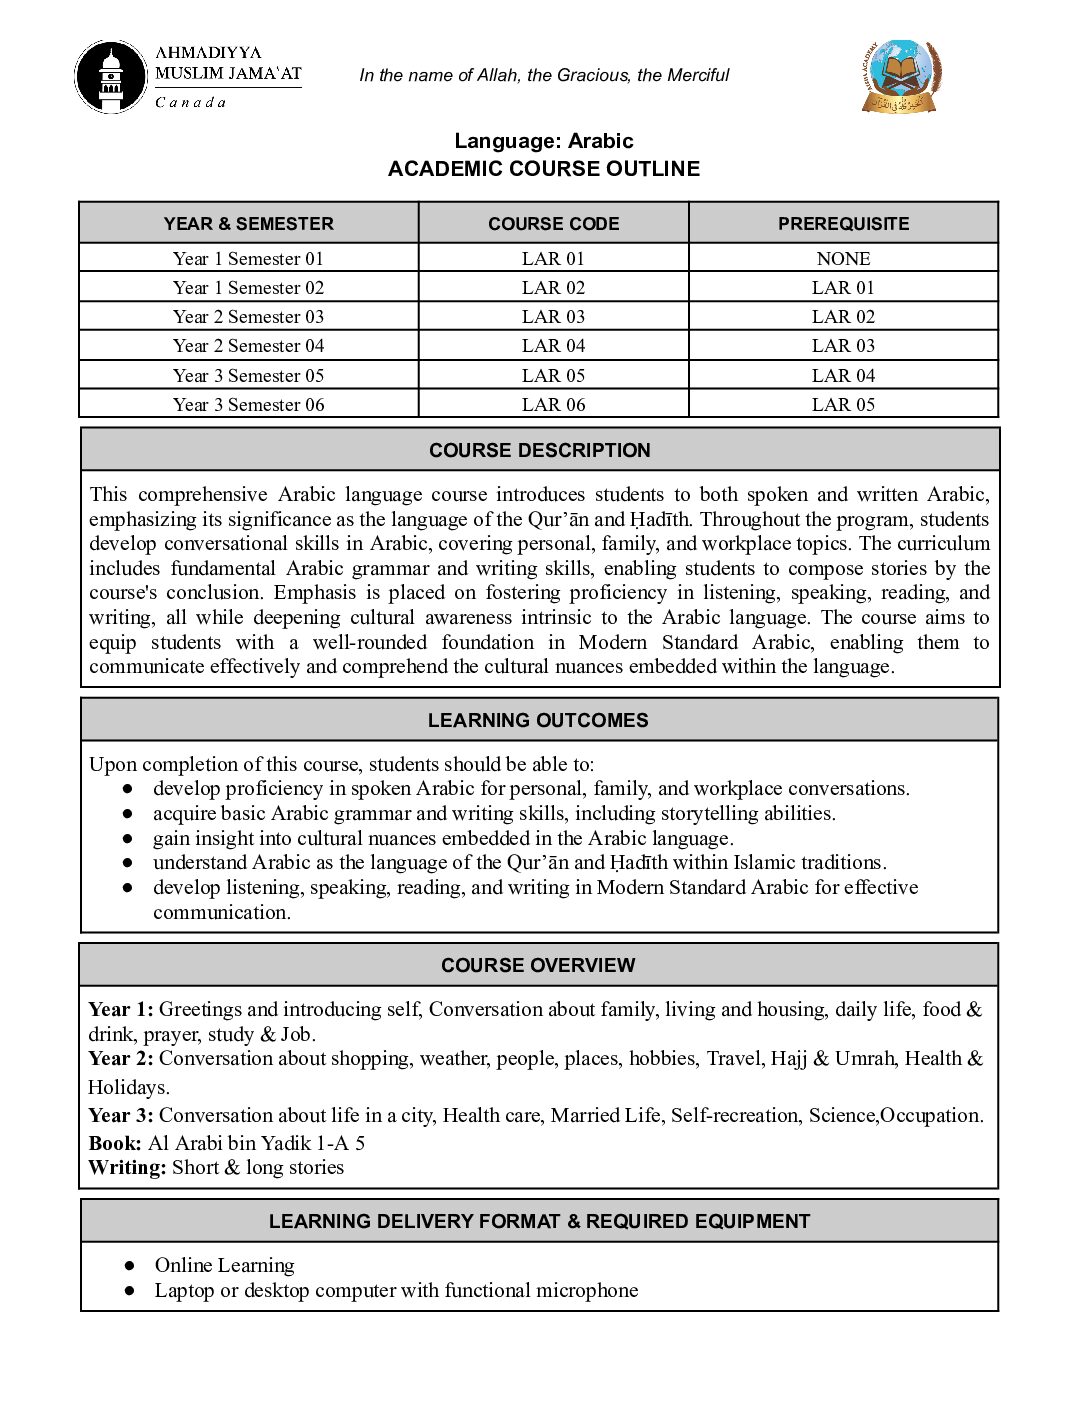 AHMADIYYA
MUSLIM JAMAʿAT
Canada
In the name of Allah, the Gracious, the Merciful
Language: Arabic
ACADEMIC COURSE OUTLINE
YEAR & SEMESTER COURSE CODE PREREQUISITE
Year 1 Semester 01 LAR 01 NONE
Year 1 Semester 02 LAR 02 LAR 01
Year 2 Semester 03 LAR 03 LAR 02
Year 2 Semester 04 LAR 04 LAR 03
Year 3 Semester 05 LAR 05 LAR 04
Year 3 Semester 06 LAR 06 LAR 05
COURSE DESCRIPTION
This comprehensive Arabic language course introduces students to both spoken and written Arabic,
emphasizing its significance as the language of the Qur’ān and Ḥadīth. Throughout the program, students
develop conversational skills in Arabic, covering personal, family, and workplace topics. The curriculum
includes fundamental Arabic grammar and writing skills, enabling students to compose stories by the
course's conclusion. Emphasis is placed on fostering proficiency in listening, speaking, reading, and
writing, all while deepening cultural awareness intrinsic to the Arabic language. The course aims to
equip students with a well-rounded foundation in Modern Standard Arabic, enabling them to
communicate effectively and comprehend the cultural nuances embedded within the language.
LEARNING OUTCOMES
Upon completion of this course, students should be able to:
● develop proficiency in spoken Arabic for personal, family, and workplace conversations.
● acquire basic Arabic grammar and writing skills, including storytelling abilities.
● gain insight into cultural nuances embedded in the Arabic language.
● understand Arabic as the language of the Qur’ān and Ḥadīth within Islamic traditions.
● develop listening, speaking, reading, and writing in Modern Standard Arabic for effective
communication.
COURSE OVERVIEW
Year 1: Greetings and introducing self, Conversation about family, living and housing, daily life, food &
drink, prayer, study & Job.
Year 2: Conversation about shopping, weather, people, places, hobbies, Travel, Hajj & Umrah, Health &
Holidays.
Year 3: Conversation about life in a city, Health care, Married Life, Self-recreation, Science,Occupation.
Book: Al Arabi bin Yadik 1-A 5
Writing: Short & long stories
LEARNING DELIVERY FORMAT & REQUIRED EQUIPMENT
● Online Learning
● Laptop or desktop computer with functional microphone